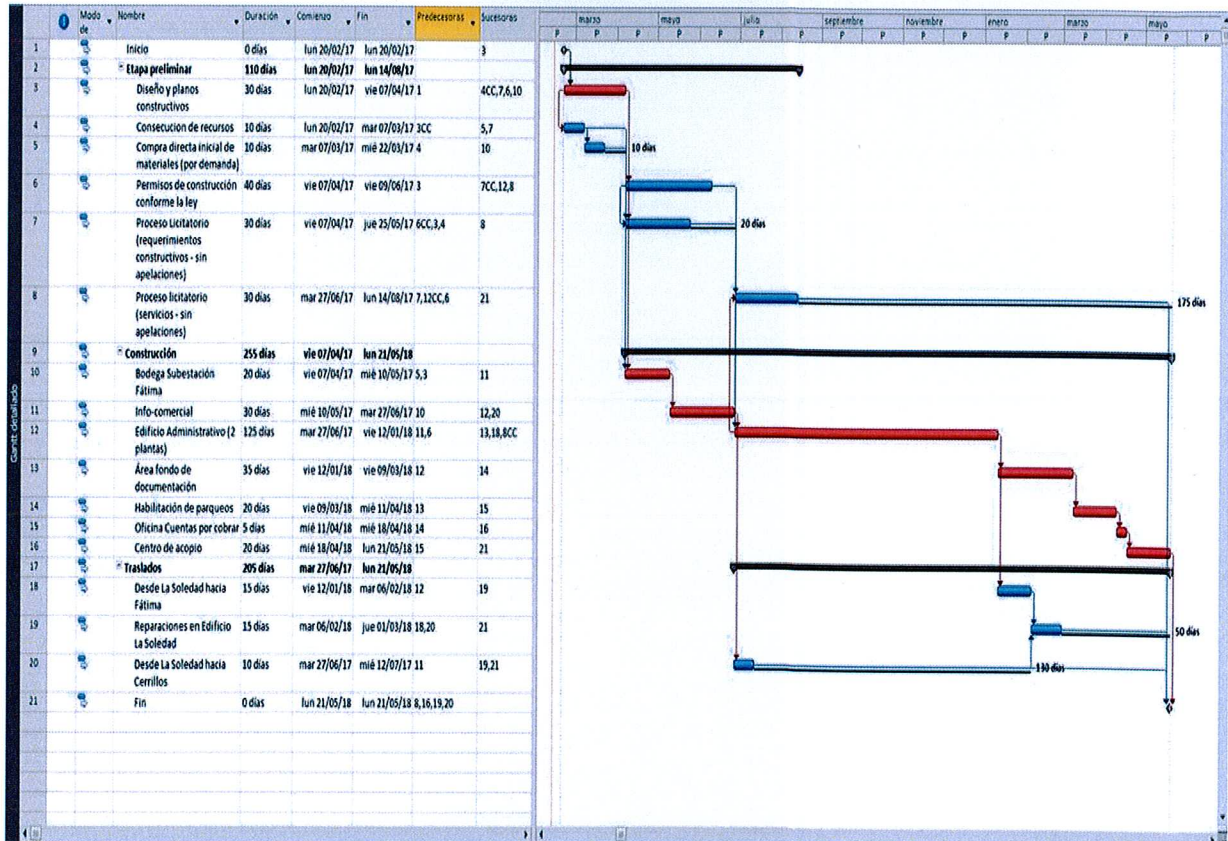 Modo de Nombre Duración Comienzo Fin Predecesoras Sucesoras
marzo mayo julio septiembre noviembre enero marzo mayo
P P P P P P P P P P P P P P P P
1 Inicio 0 días lun 20/02/17 lun 20/02/17 3
2 Etapa preliminar 110 días lun 20/02/17 lun 14/08/17
3 Diseño y planos constructivos 30 días lun 20/02/17 vie 07/04/17 1 4CC,7,6,10
4 Consecucion de recursos 10 días lun 20/02/17 mar 07/03/17 3CC 5,7
5 Compra directa inicial de materiales (por demanda) 10 días mar 07/03/17 mié 22/03/17 4 10
10 días
6 Permisos de construcción conforme la ley 40 días vie 07/04/17 vie 09/06/17 3 7CC,12,8
7 Proceso Licitatorio (requerimientos constructivos - sin apelaciones) 30 días vie 07/04/17 jue 25/05/17 6CC,3,4 8
20 días
8 Proceso licitatorio (servicios - sin apelaciones) 30 días mar 27/06/17 lun 14/08/17 7,12CC,6 21
175 días
9 Construcción 255 días vie 07/04/17 lun 21/05/18
10 Bodega Subestación Fátima 20 días vie 07/04/17 mié 10/05/17 5,3 11
11 Info-comercial 30 días mié 10/05/17 mar 27/06/17 10 12,20
12 Edificio Administrativo (2 plantas) 125 días mar 27/06/17 vie 12/01/18 11,6 13,18,8CC
13 Área fondo de documentación 35 días vie 12/01/18 vie 09/03/18 12 14
14 Habilitación de parqueos 20 días vie 09/03/18 mié 11/04/18 13 15
15 Oficina Cuentas por cobrar 5 días mié 11/04/18 mié 18/04/18 14 16
16 Centro de acopio 20 días mié 18/04/18 lun 21/05/18 15 21
17 Traslados 205 días mar 27/06/17 lun 21/05/18
18 Desde La Soledad hacia Fátima 15 días vie 12/01/18 mar 06/02/18 12 19
19 Reparaciones en Edificio La Soledad 15 días mar 06/02/18 jue 01/03/18 18,20 21
50 días
20 Desde La Soledad hacia Cerrillos 10 días mar 27/06/17 mié 12/07/17 11 19,21
130 días
21 Fin 0 días lun 21/05/18 lun 21/05/18 8,16,19,20
Gantt detallado